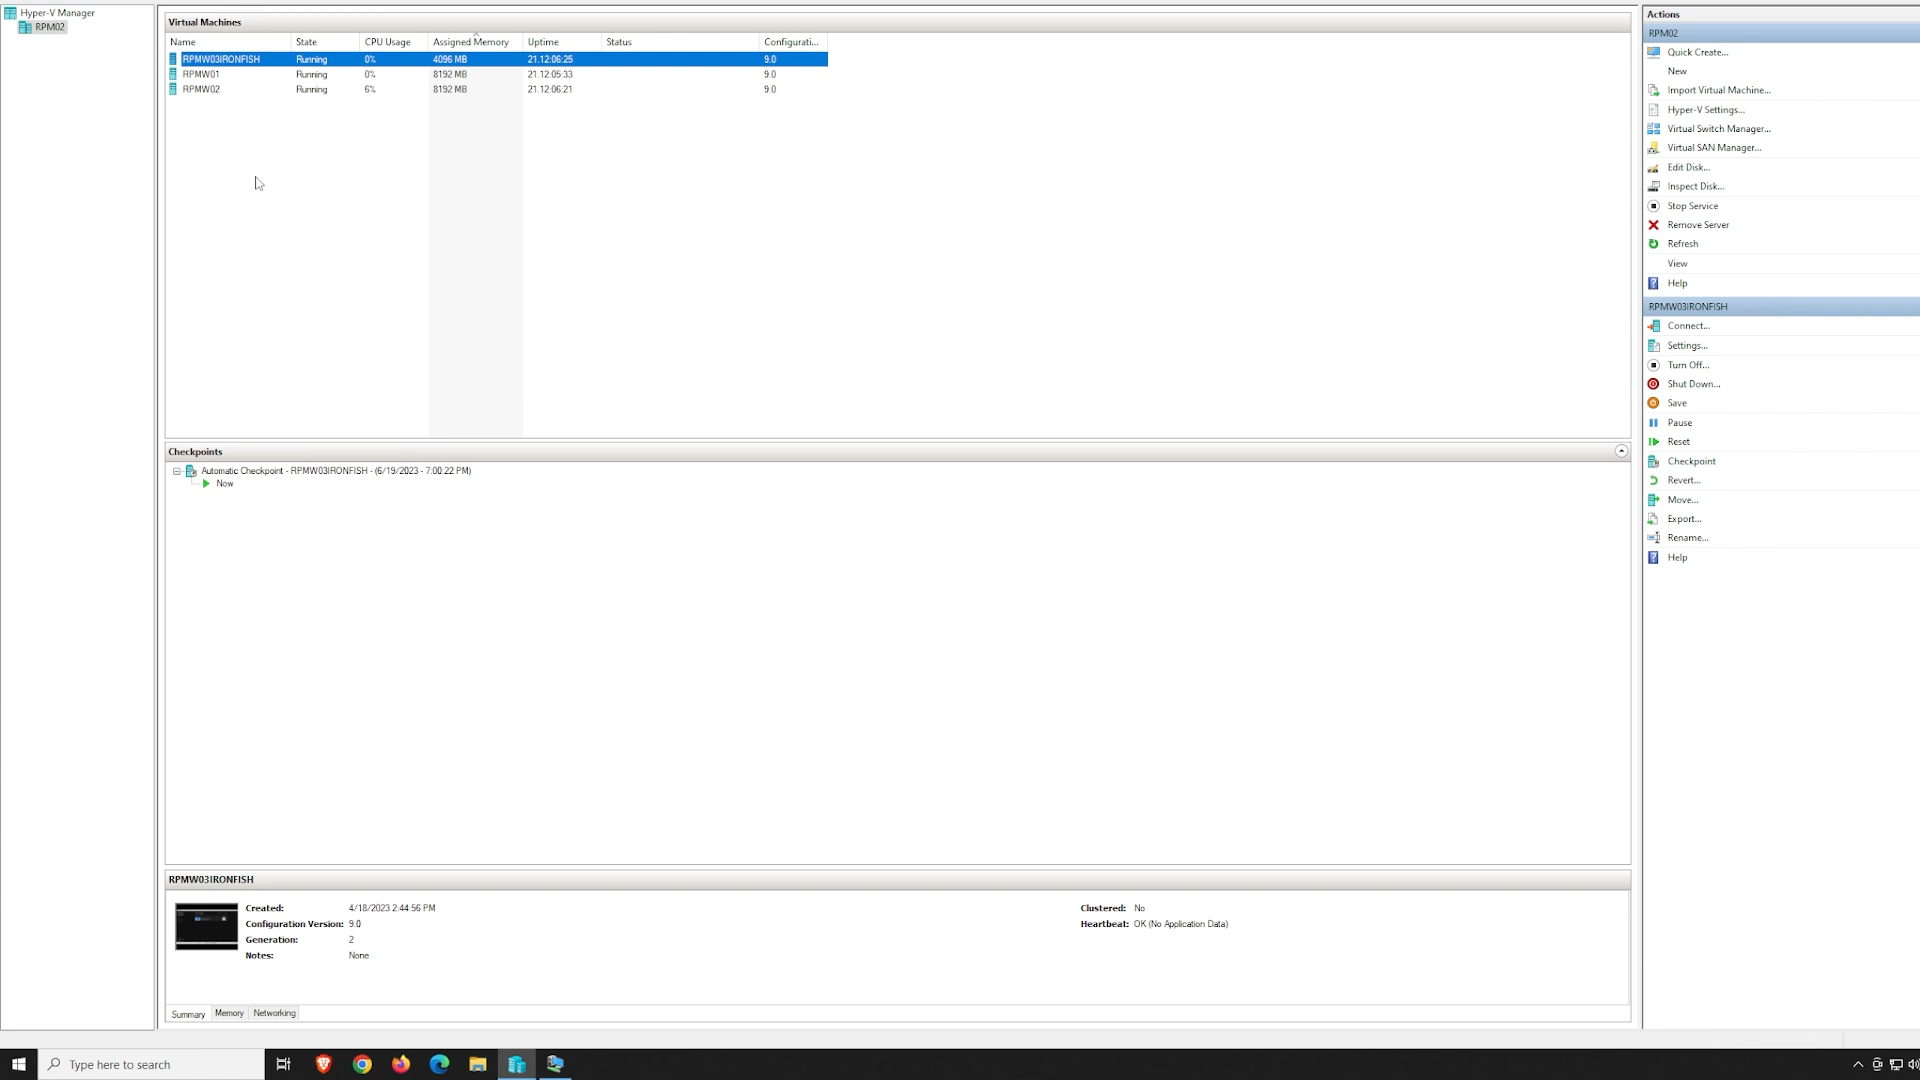 Hyper-V Manager
RPM02
Virtual Machines
Name State CPU Usage Assigned Memory Uptime Status Configurati...
RPMW03IRONFISH Running 0% 4096 MB 21.12:06:25 9.0
RPMW01 Running 0% 8192 MB 21.12:05:33 9.0
RPMW02 Running 6% 8192 MB 21.12:06:21 9.0
Checkpoints
Automatic Checkpoint - RPMW03IRONFISH - (6/19/2023 - 7:00:22 PM)
Now
RPMW03IRONFISH
Created: 4/18/2023 2:44:56 PM Clustered: No
Configuration Version: 9.0 Heartbeat: OK (No Application Data)
Generation: 2
Notes: None
Summary Memory Networking
Actions
RPM02
Quick Create...
New
Import Virtual Machine...
Hyper-V Settings...
Virtual Switch Manager...
Virtual SAN Manager...
Edit Disk...
Inspect Disk...
Stop Service
Remove Server
Refresh
View
Help
RPMW03IRONFISH
Connect...
Settings...
Turn Off...
Shut Down...
Save
Pause
Reset
Checkpoint
Revert...
Move...
Export...
Rename...
Help
Type here to search